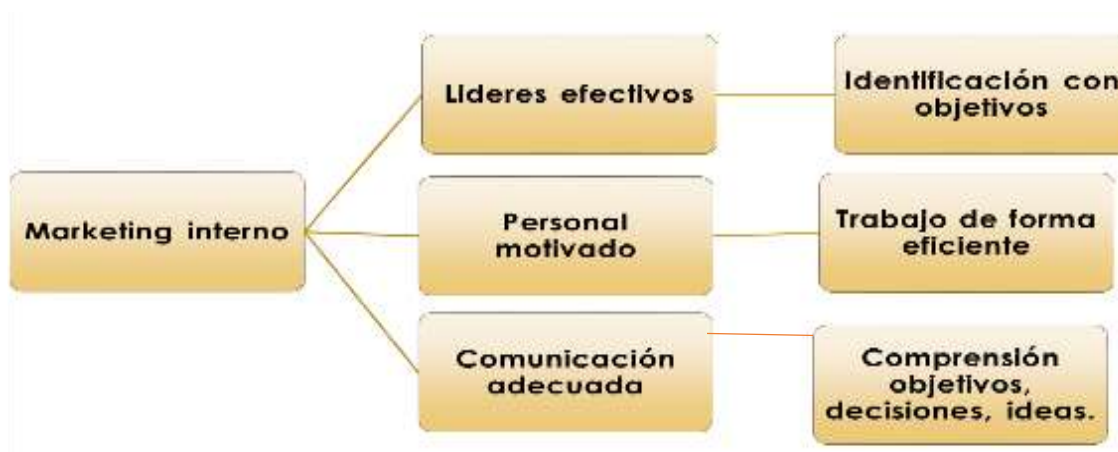 Marketing interno
Lideres efectivos
Identificación con
objetivos
Personal
motivado
Trabajo de forma
eficiente
Comunicación
adecuada
Comprensión
objetivos,
decisiones, ideas.